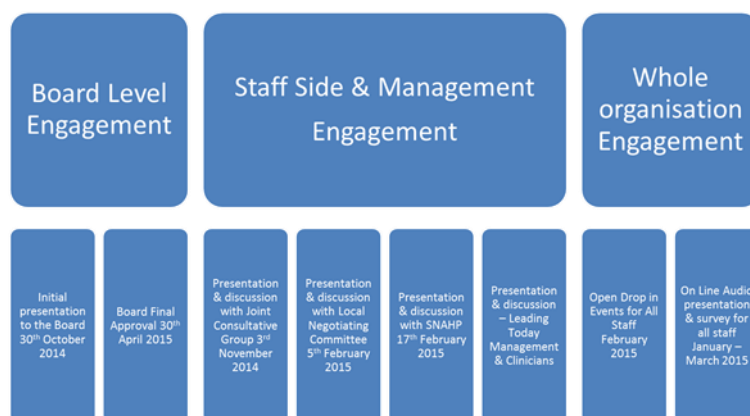 Board Level
Engagement
Staff Side & Management
Engagement
Whole
organisation
Engagement
Initial
presentation
to the Board
30th October
2014
Board Final
Approval 30th
April 2015
Presentation
& discussion
with Joint
Consultative
Group 3rd
November
2014
Presentation
& discussion
with Local
Negotiating
Committee
5th February
2015
Presentation
& discussion
with SNAHP
17th February
2015
Presentation
& discussion
– Leading
Today
Management
& Clinicians
Open Drop in
Events for All
Staff
February
2015
On Line Audio
presentation
& survey for
all staff
January –
March 2015